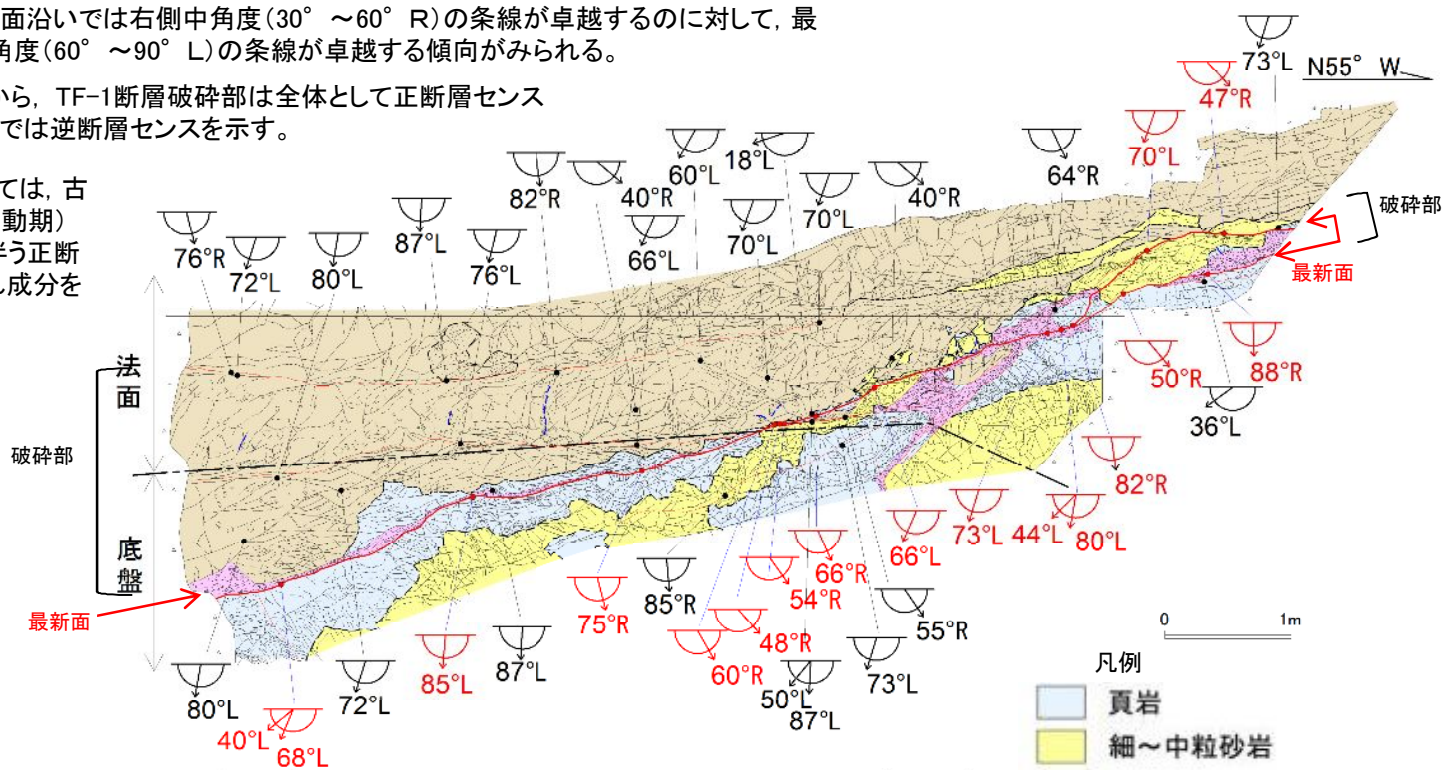 面沿いでは右側中角度(30° ～60° R)の条線が卓越するのに対して, 最
角度(60° ～90° L)の条線が卓越する傾向がみられる。
から, TF-1断層破砕部は全体として正断層センス
では逆断層センスを示す。
ては, 古
動期)
伴う正断
し成分を
73°L
N55° W
47°R
70°L
64°R
18°L
60°L
82°R
40°R
70°L
40°R
76°R
72°L
80°L
87°L
76°L
66°L
70°L
破砕部
最新面
法面
破砕部
底盤
最新面
50°R
88°R
36°L
82°R
80°L
44°L
73°L
66°L
66°R
54°R
48°R
60°R
85°R
75°R
55°R
73°L
50°L
87°L
87°L
85°L
72°L
80°L
40°L
68°L
0
1m
凡例
頁岩
細～中粒砂岩